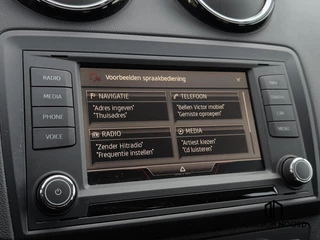 Voorbeelden spraakbediening
RADIO
MEDIA
PHONE
VOICE
NAVIGATIE
"Adres ingeven"
"Thuisadres"
TELEFOON
"Bellen Victor mobiel"
"Gemiste oproepen"
RADIO
"Zender Hitradio"
"Frequentie instellen"
MEDIA
"Artiest kiezen"
"Cd luisteren"